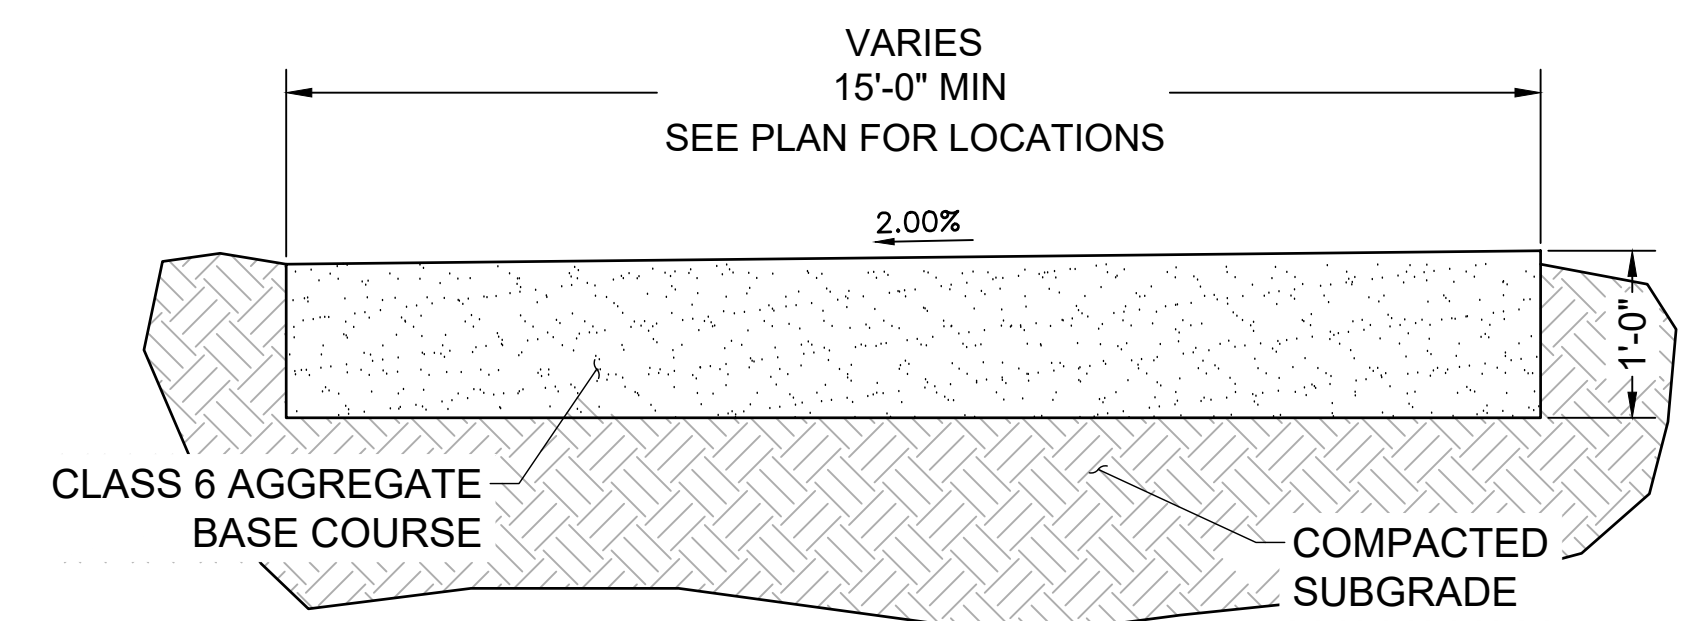 VARIES
15'-0" MIN
SEE PLAN FOR LOCATIONS
2.00%
1'-0"
CLASS 6 AGGREGATE
BASE COURSE
COMPACTED
SUBGRADE